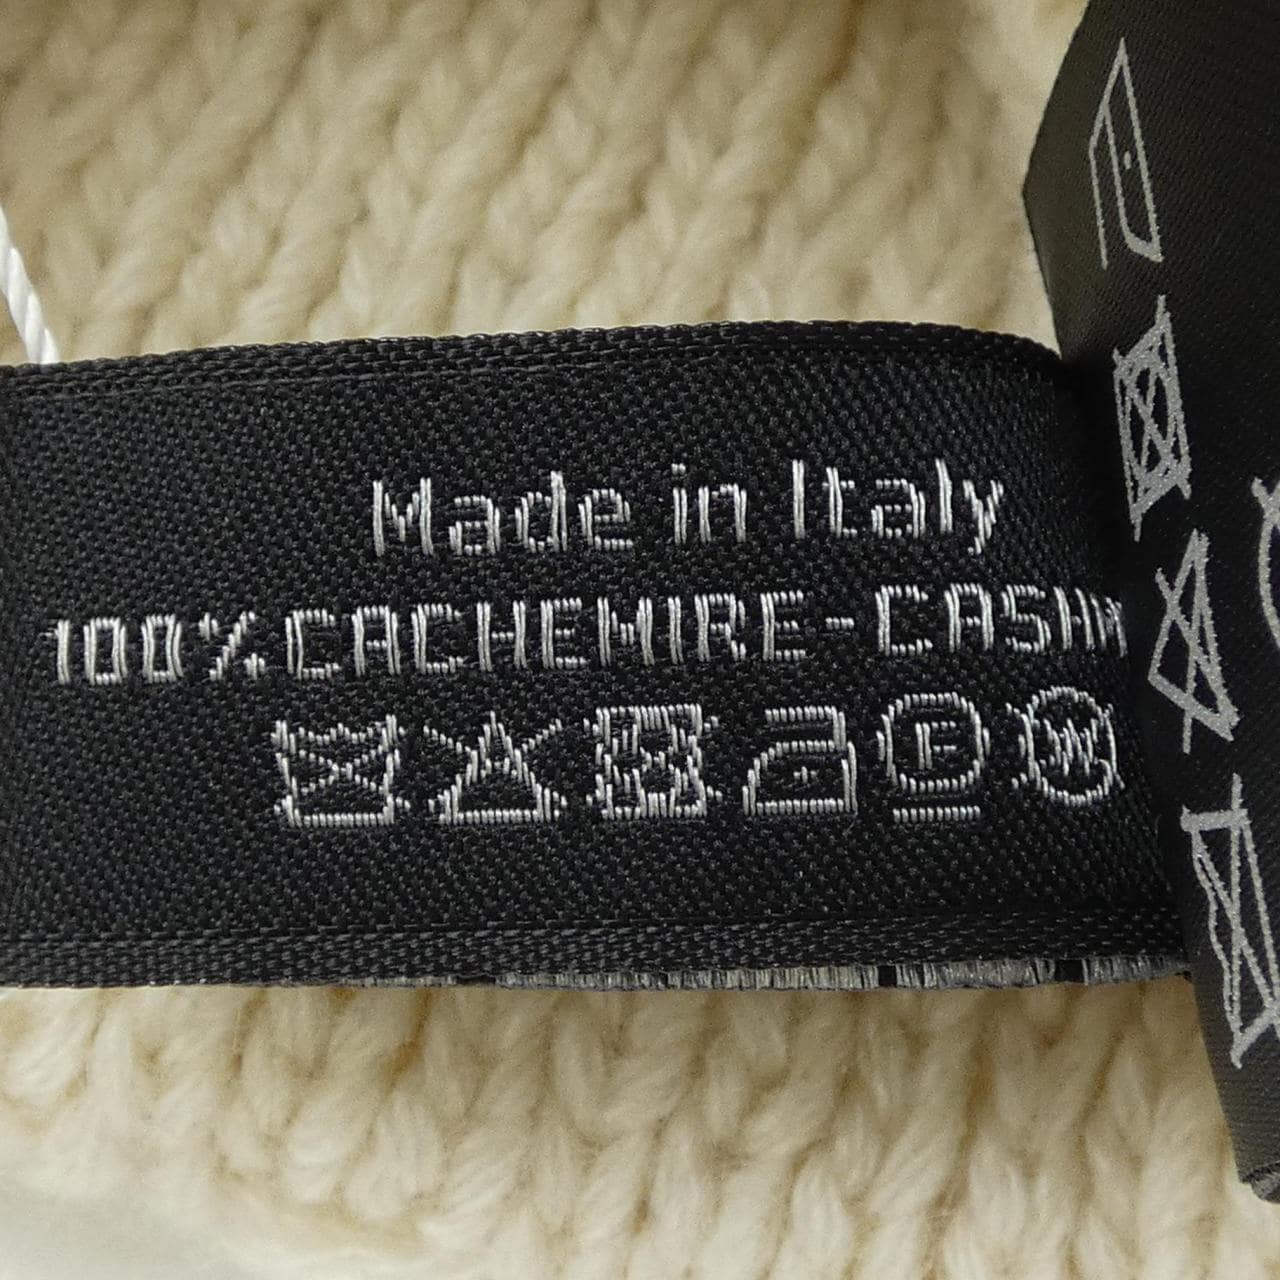 Made in Italy
100% CACHEMIRE - CASHM
F W